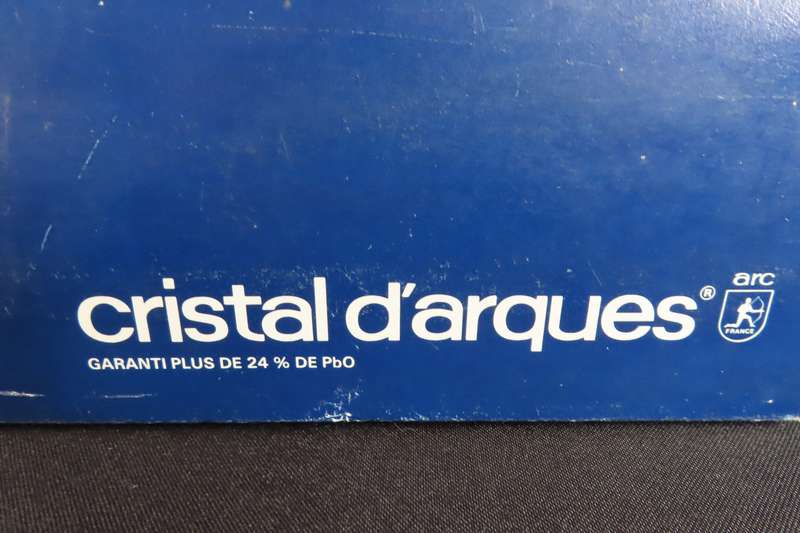 arc
cristal d'arques®
FRANCE
GARANTI PLUS DE 24 % DE PbO